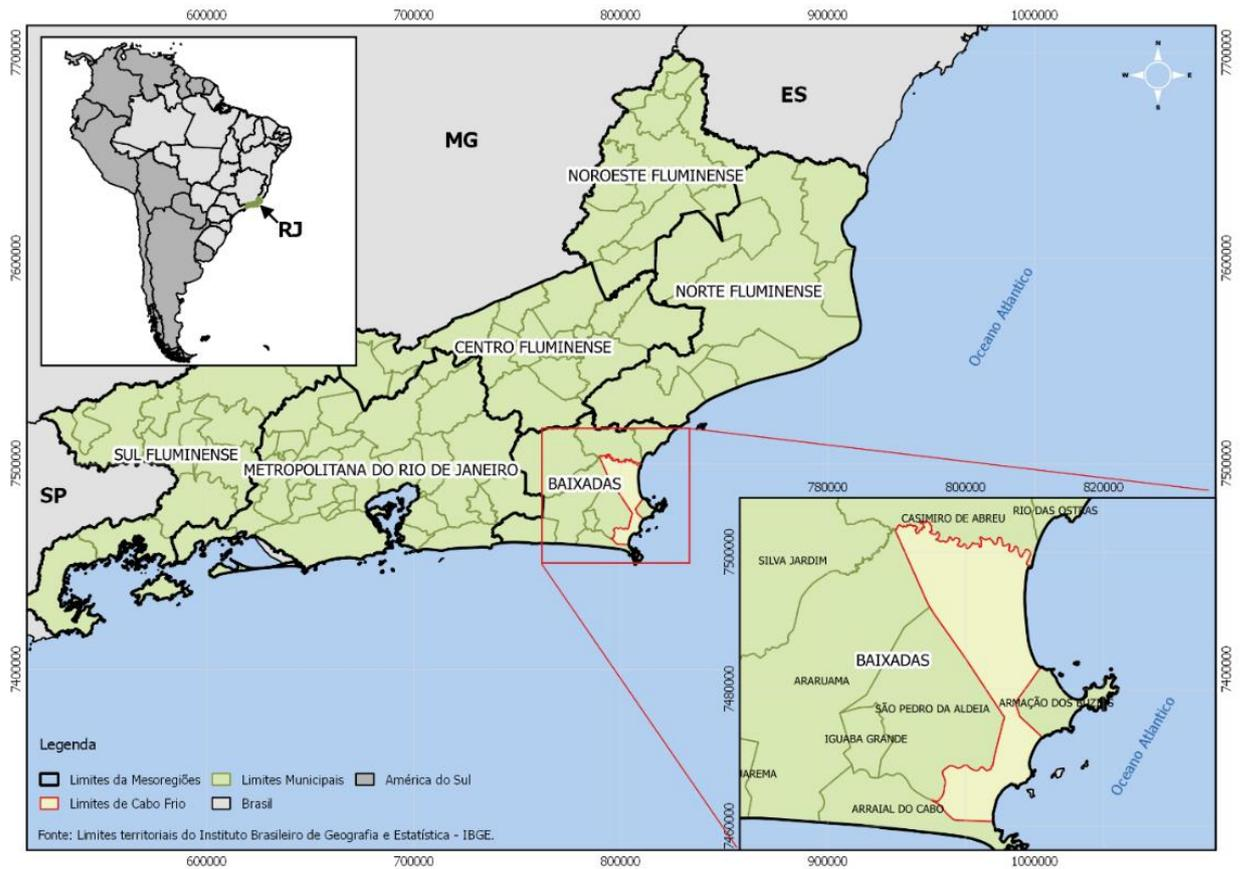 600000 700000 800000 900000 1000000
7700000 7700000
N
W E
S
ES
MG
NOROESTE FLUMINENSE
RJ
7600000 7600000
NORTE FLUMINENSE
Oceano Atlantico
CENTRO FLUMINENSE
SUL FLUMINENSE
METROPOLITANA DO RIO DE JANEIRO
BAIXADAS
7500000 7500000
SP
780000 800000 820000
CASIMIRO DE ABREU
RIO DAS OSTRAS
7500000
SILVA JARDIM
BAIXADAS
7400000 7400000
7480000
ARARUAMA
SÃO PEDRO DA ALDEIA
ARMAÇÃO DOS BÚZIOS
IGUABA GRANDE
Oceano Atlantico
JAREMA
ARRAIAL DO CABO
7460000
Legenda
Limites da Mesoregiões Limites Municipais América do Sul
Limites de Cabo Frio Brasil
Fonte: Limites territoriais do Instituto Brasileiro de Geografia e Estatística - IBGE.
600000 700000 800000 900000 1000000